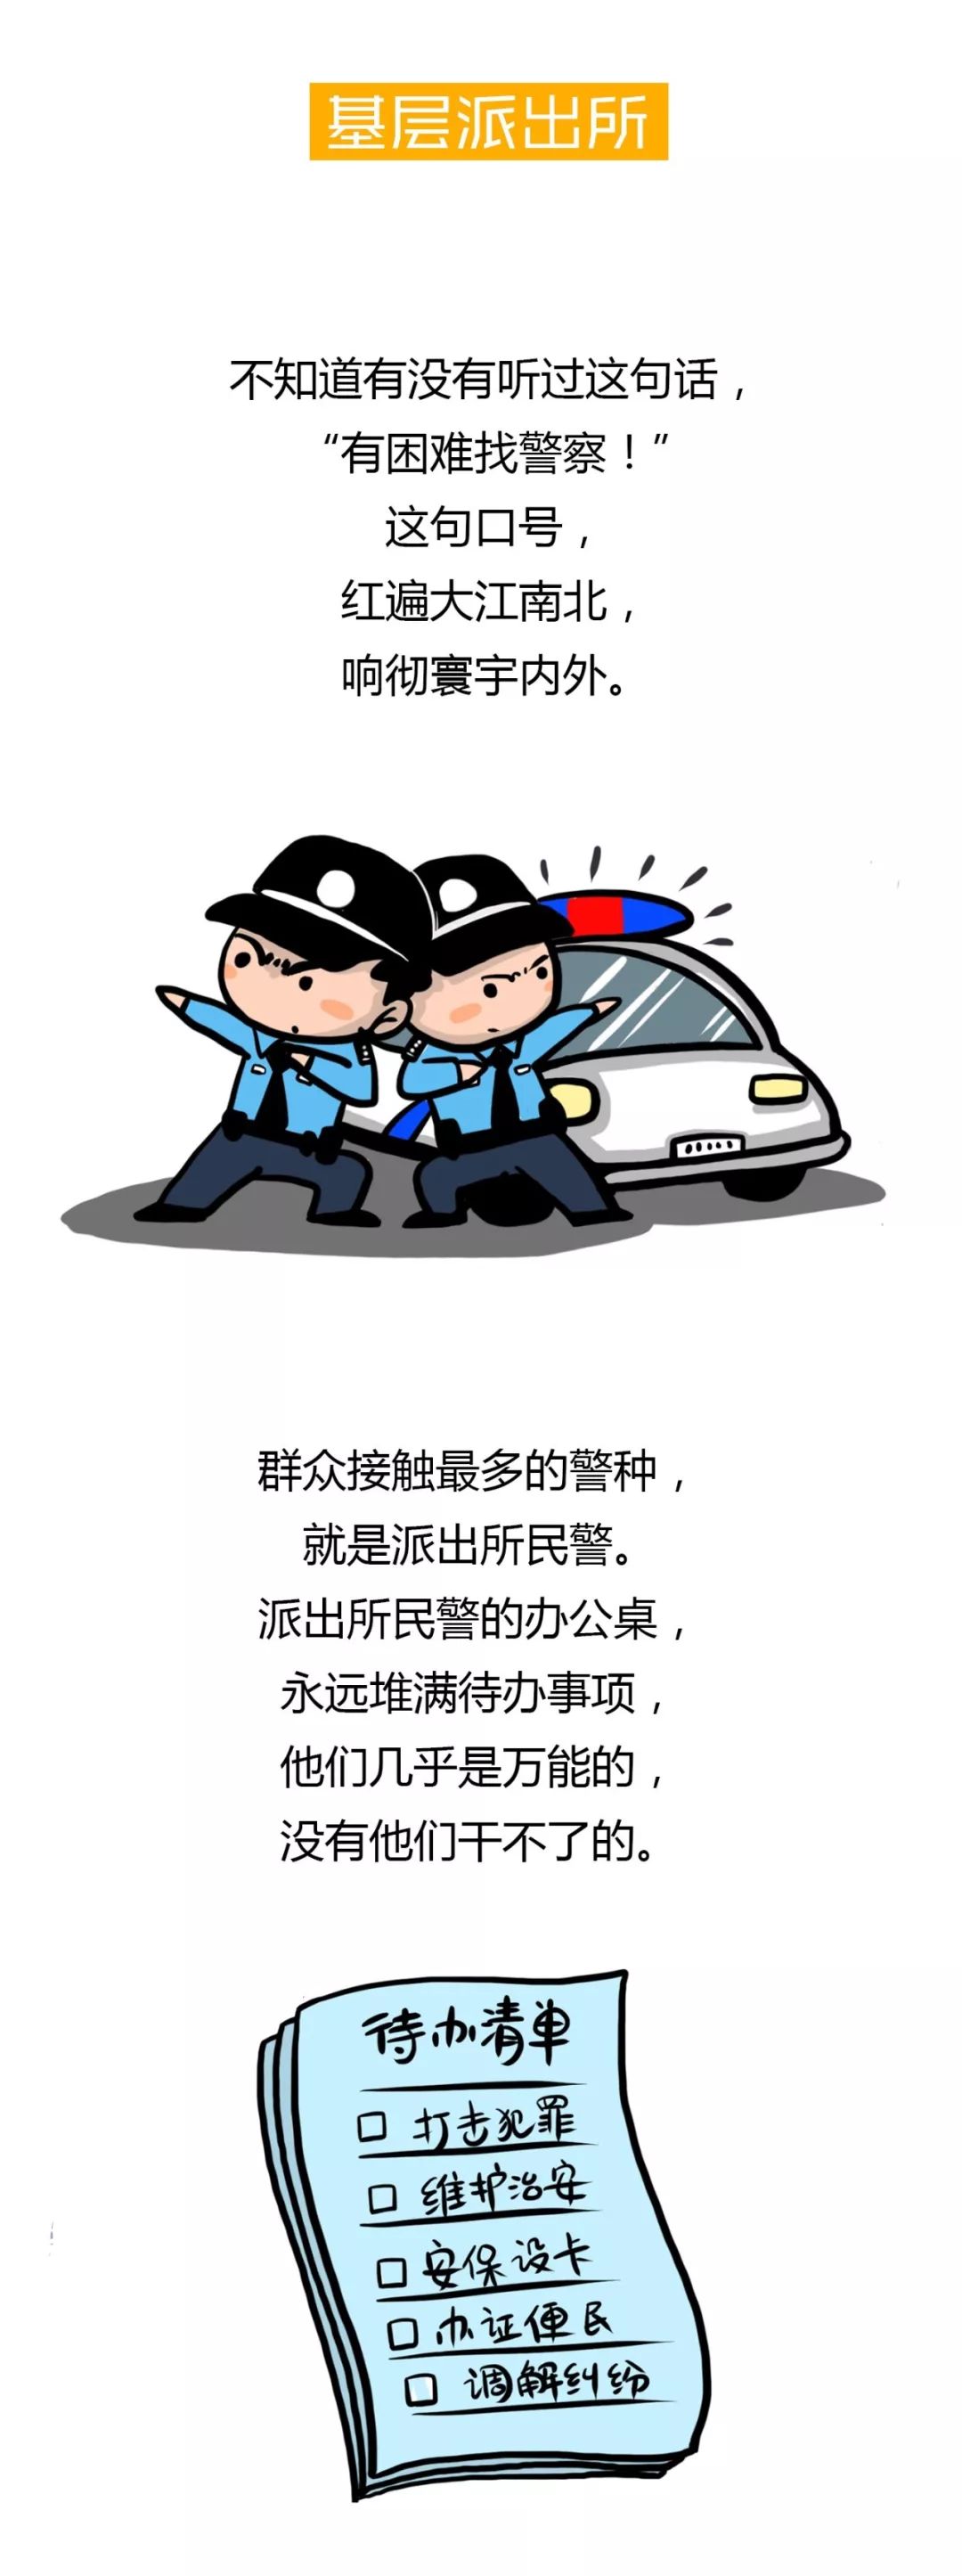 基层派出所
不知道有没有听过这句话，
“有困难找警察！”
这句口号，
红遍大江南北，
响彻寰宇内外。
群众接触最多的警种，
就是派出所民警。
派出所民警的办公桌，
永远堆满待办事项，
他们几乎是万能的，
没有他们干不了的。
待办清单
打击犯罪
维护治安
安保设卡
办证便民
调解纠纷